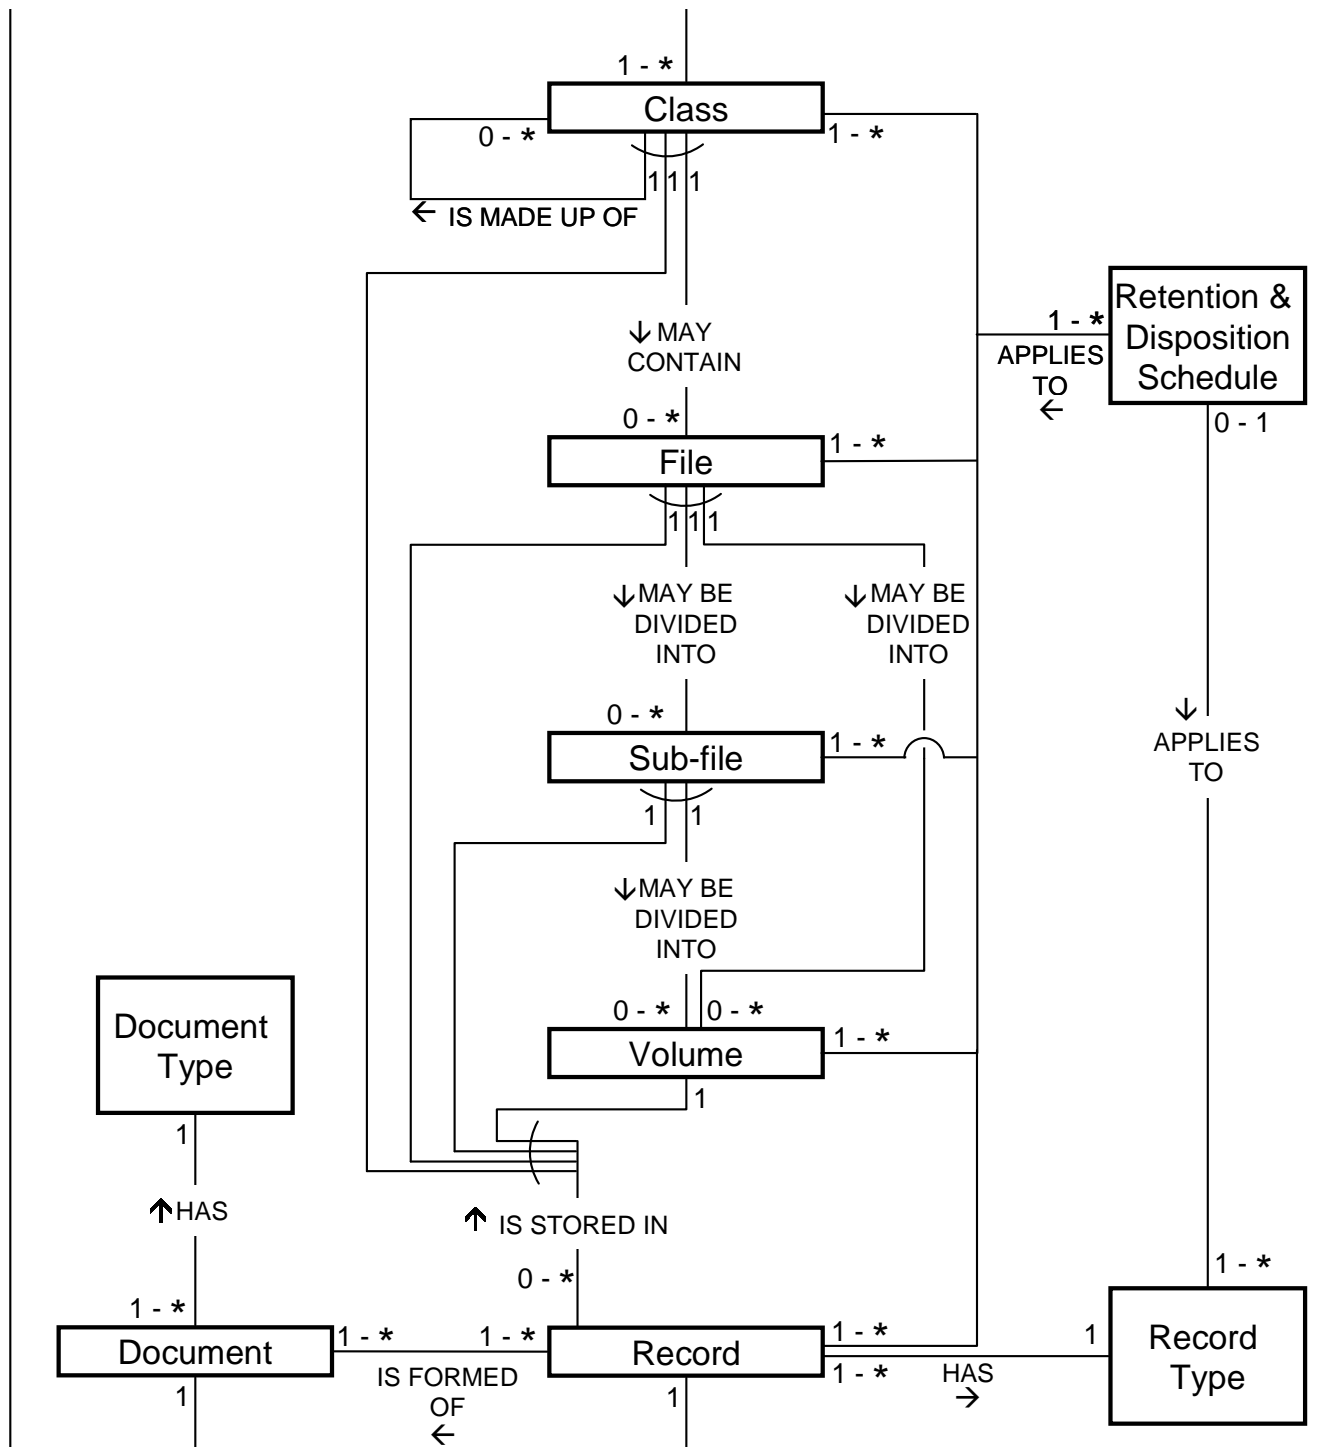 1 - *
Class
0 - *
1 - *
1 1 1
← IS MADE UP OF
Retention &
Disposition
Schedule
1 - *
APPLIES
TO
←
↓ MAY
CONTAIN
0 - 1
0 - *
File
1 - *
1 1 1
↓ MAY BE
DIVIDED
INTO
↓ MAY BE
DIVIDED
INTO
0 - *
Sub-file
1 - *
↓
APPLIES
TO
1 1
↓ MAY BE
DIVIDED
INTO
0 - *
0 - *
Volume
1 - *
1
Document
Type
1
↑ HAS
↑ IS STORED IN
0 - *
1 - *
1 - *
Document
1 - *
1 - *
IS FORMED
OF
←
Record
1 - *
1 - *
HAS
→
1
Record
Type
1
1